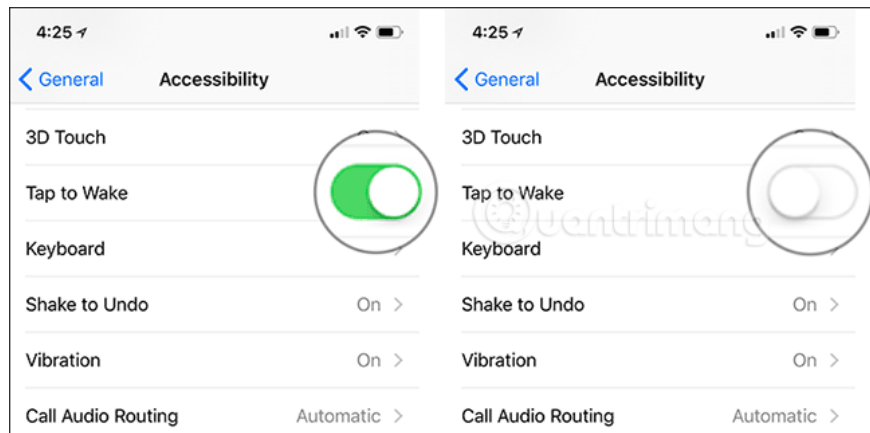 4:25
General Accessibility
3D Touch
Tap to Wake
Keyboard
Shake to Undo On
Vibration On
Call Audio Routing Automatic
4:25
General Accessibility
3D Touch
Tap to Wake
Quantrimang
Keyboard
Shake to Undo On
Vibration On
Call Audio Routing Automatic